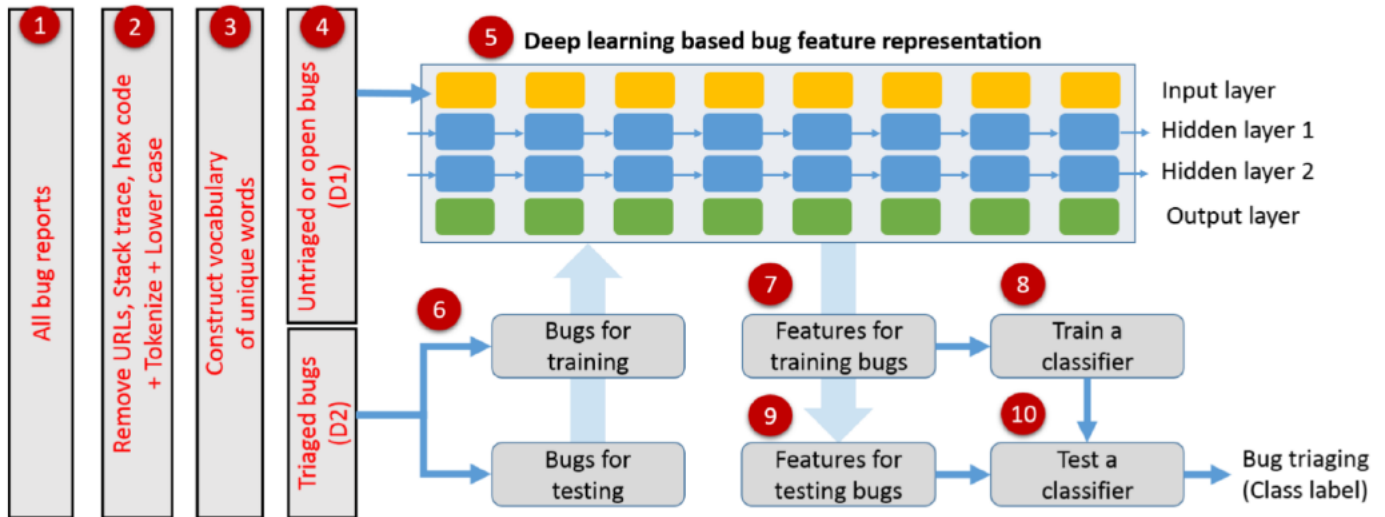 1
All bug reports
2
Remove URLs, Stack trace, hex code
+ Tokenize + Lower case
3
Construct vocabulary
of unique words
4
Untriaged or open bugs
(D1)
Triaged bugs
(D2)
5
Deep learning based bug feature representation
Input layer
Hidden layer 1
Hidden layer 2
Output layer
6
Bugs for
training
Bugs for
testing
7
Features for
training bugs
8
Train a
classifier
9
Features for
testing bugs
10
Test a
classifier
Bug triaging
(Class label)